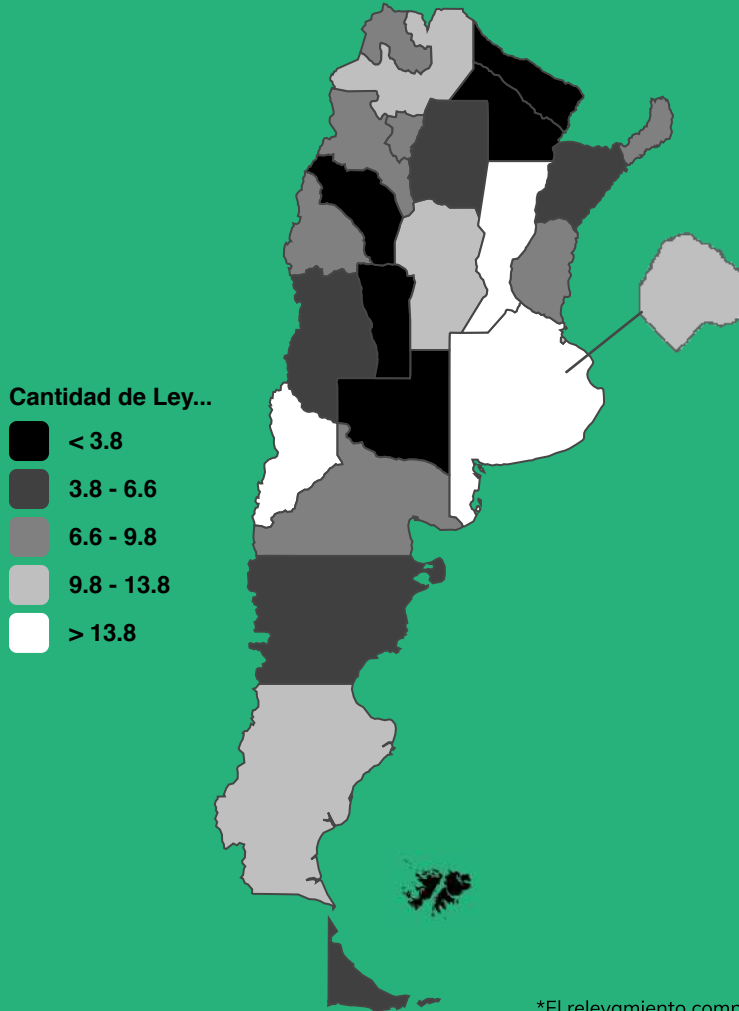 Cantidad de Ley...
< 3.8
3.8 - 6.6
6.6 - 9.8
9.8 - 13.8
> 13.8
*El relevamiento comp